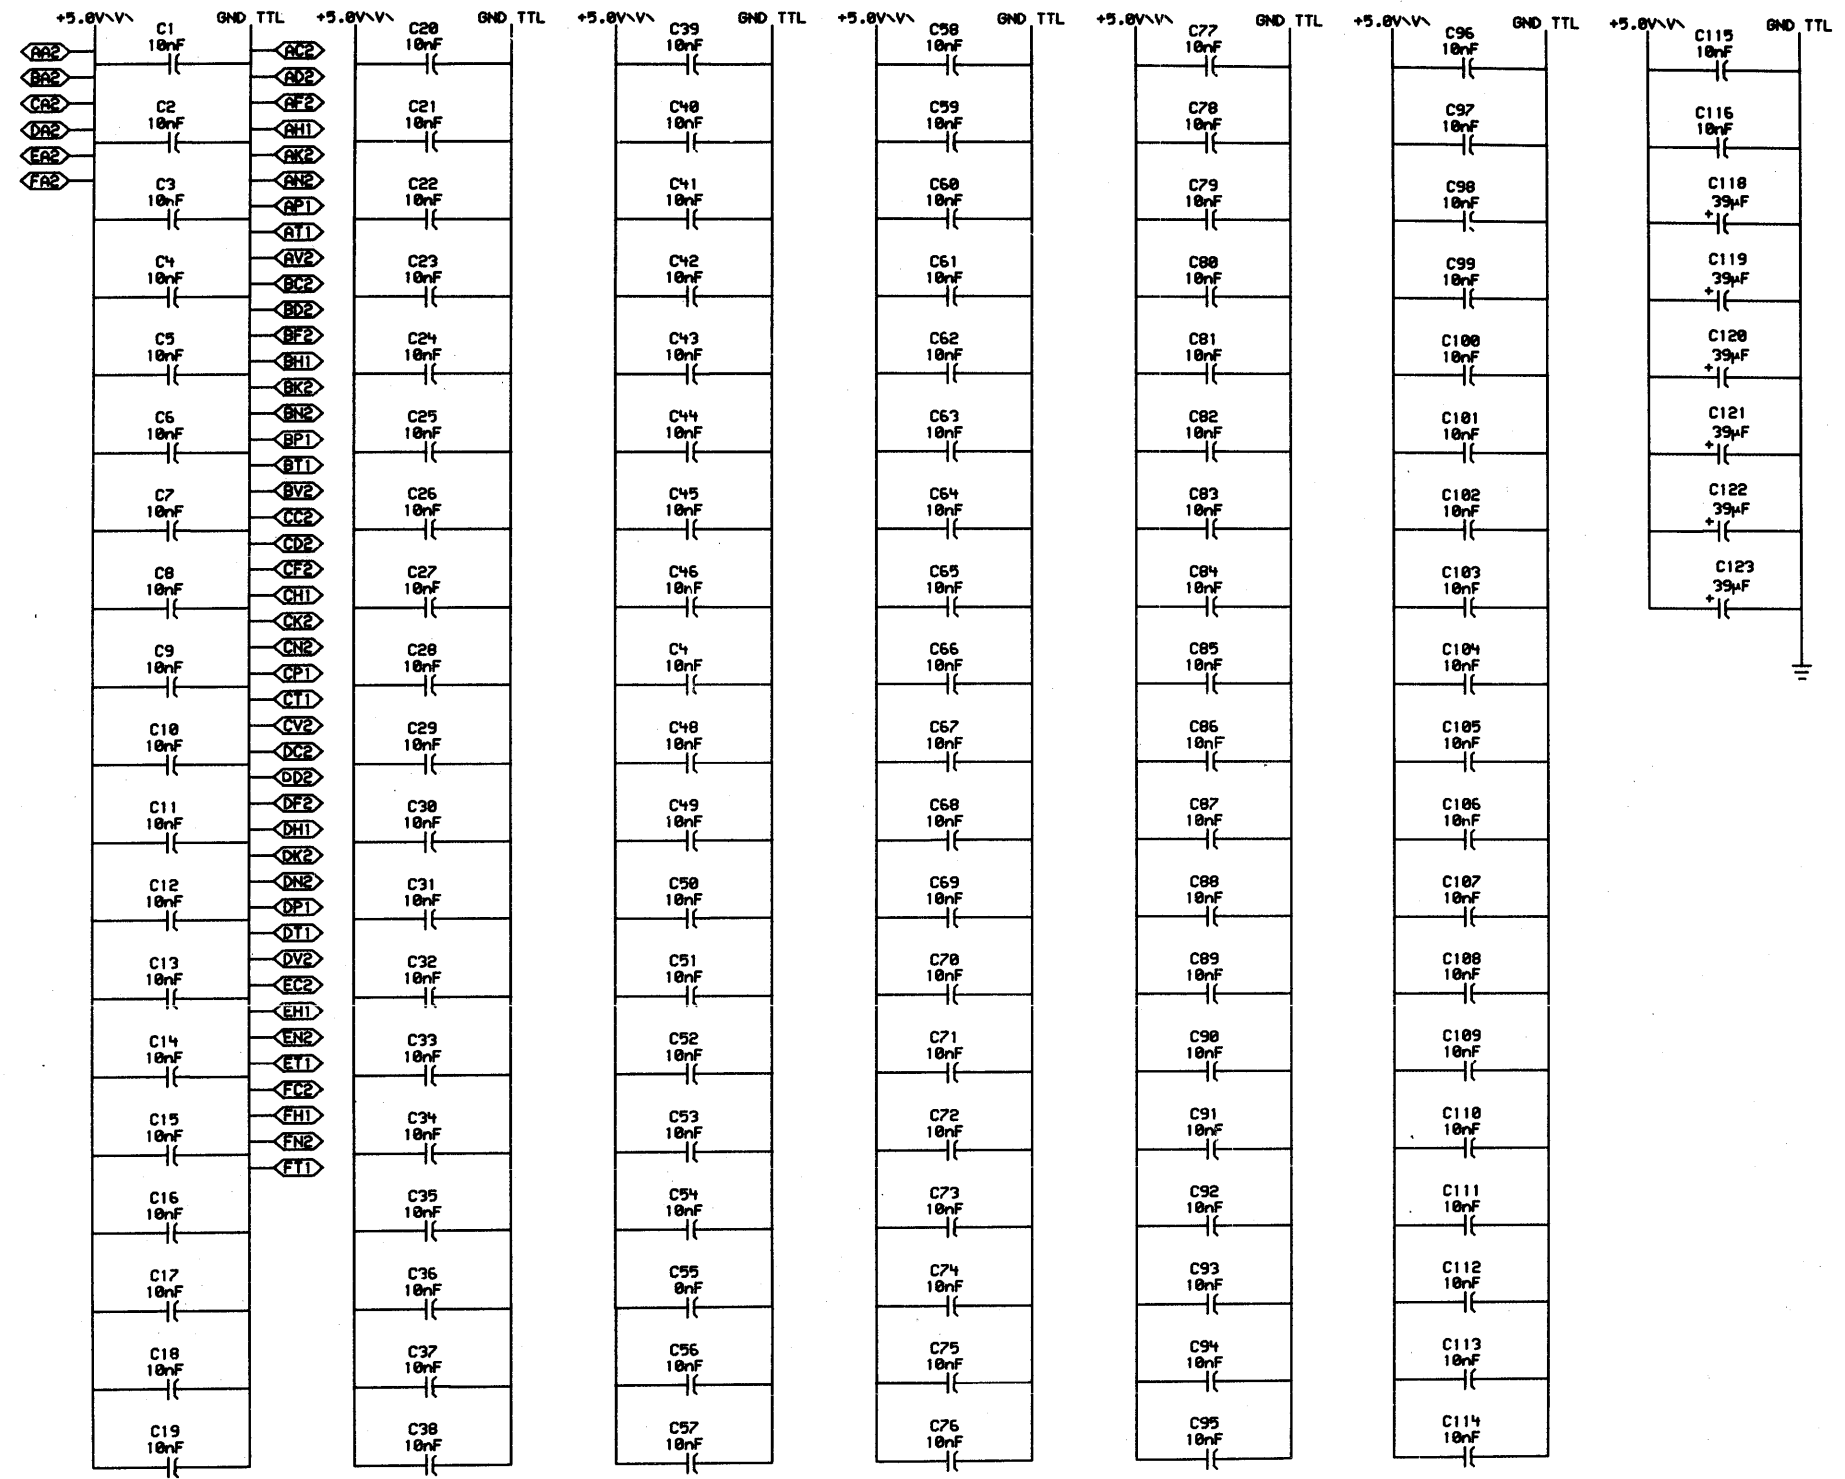 +5.0V\V\ GND TTL
AA2
BA2
CA2
DA2
EA2
FA2
C1
10nF
C2
10nF
C3
10nF
C4
10nF
C5
10nF
C6
10nF
C7
10nF
C8
10nF
C9
10nF
C10
10nF
C11
10nF
C12
10nF
C13
10nF
C14
10nF
C15
10nF
C16
10nF
C17
10nF
C18
10nF
C19
10nF
AC2
AD2
AF2
AH1
AK2
AN2
AP1
AT1
AV2
BC2
BD2
BF2
BH1
BK2
BN2
BP1
BT1
BV2
CC2
CD2
CF2
CH1
CK2
CN2
CP1
CT1
CV2
DC2
DD2
DF2
DH1
DK2
DN2
DP1
DT1
DV2
EC2
EH1
EN2
ET1
FC2
FH1
FN2
FT1
+5.0V\V\ GND TTL
C20
10nF
C21
10nF
C22
10nF
C23
10nF
C24
10nF
C25
10nF
C26
10nF
C27
10nF
C28
10nF
C29
10nF
C30
10nF
C31
10nF
C32
10nF
C33
10nF
C34
10nF
C35
10nF
C36
10nF
C37
10nF
C38
10nF
+5.0V\V\ GND TTL
C39
10nF
C40
10nF
C41
10nF
C42
10nF
C43
10nF
C44
10nF
C45
10nF
C46
10nF
C4
10nF
C48
10nF
C49
10nF
C50
10nF
C51
10nF
C52
10nF
C53
10nF
C54
10nF
C55
0nF
C56
10nF
C57
10nF
+5.0V\V\ GND TTL
C58
10nF
C59
10nF
C60
10nF
C61
10nF
C62
10nF
C63
10nF
C64
10nF
C65
10nF
C66
10nF
C67
10nF
C68
10nF
C69
10nF
C70
10nF
C71
10nF
C72
10nF
C73
10nF
C74
10nF
C75
10nF
C76
10nF
+5.0V\V\ GND TTL
C77
10nF
C78
10nF
C79
10nF
C80
10nF
C81
10nF
C82
10nF
C83
10nF
C84
10nF
C85
10nF
C86
10nF
C87
10nF
C88
10nF
C89
10nF
C90
10nF
C91
10nF
C92
10nF
C93
10nF
C94
10nF
C95
10nF
+5.0V\V\ GND TTL
C96
10nF
C97
10nF
C98
10nF
C99
10nF
C100
10nF
C101
10nF
C102
10nF
C103
10nF
C104
10nF
C105
10nF
C106
10nF
C107
10nF
C108
10nF
C109
10nF
C110
10nF
C111
10nF
C112
10nF
C113
10nF
C114
10nF
+5.0V\V\ GND TTL
C115
10nF
C116
10nF
C118
39μF
+
C119
39μF
+
C120
39μF
+
C121
39μF
+
C122
39μF
+
C123
39μF
+